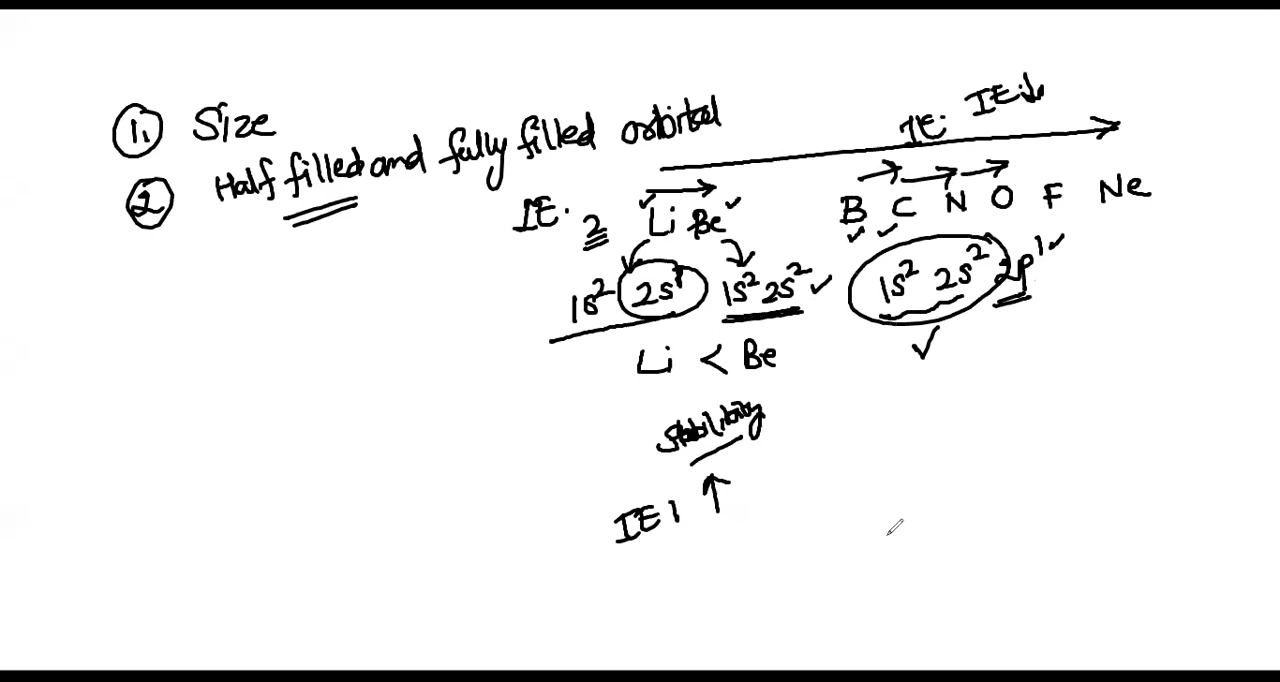 1. Size
2 Half filled and fully filled orbital
IE. IE↓
IE. 2 Li Be B C N O F Ne
1s² 2s¹ 1s² 2s² 1s² 2s² 2p¹
Li < Be
Stability
IE1 ↑